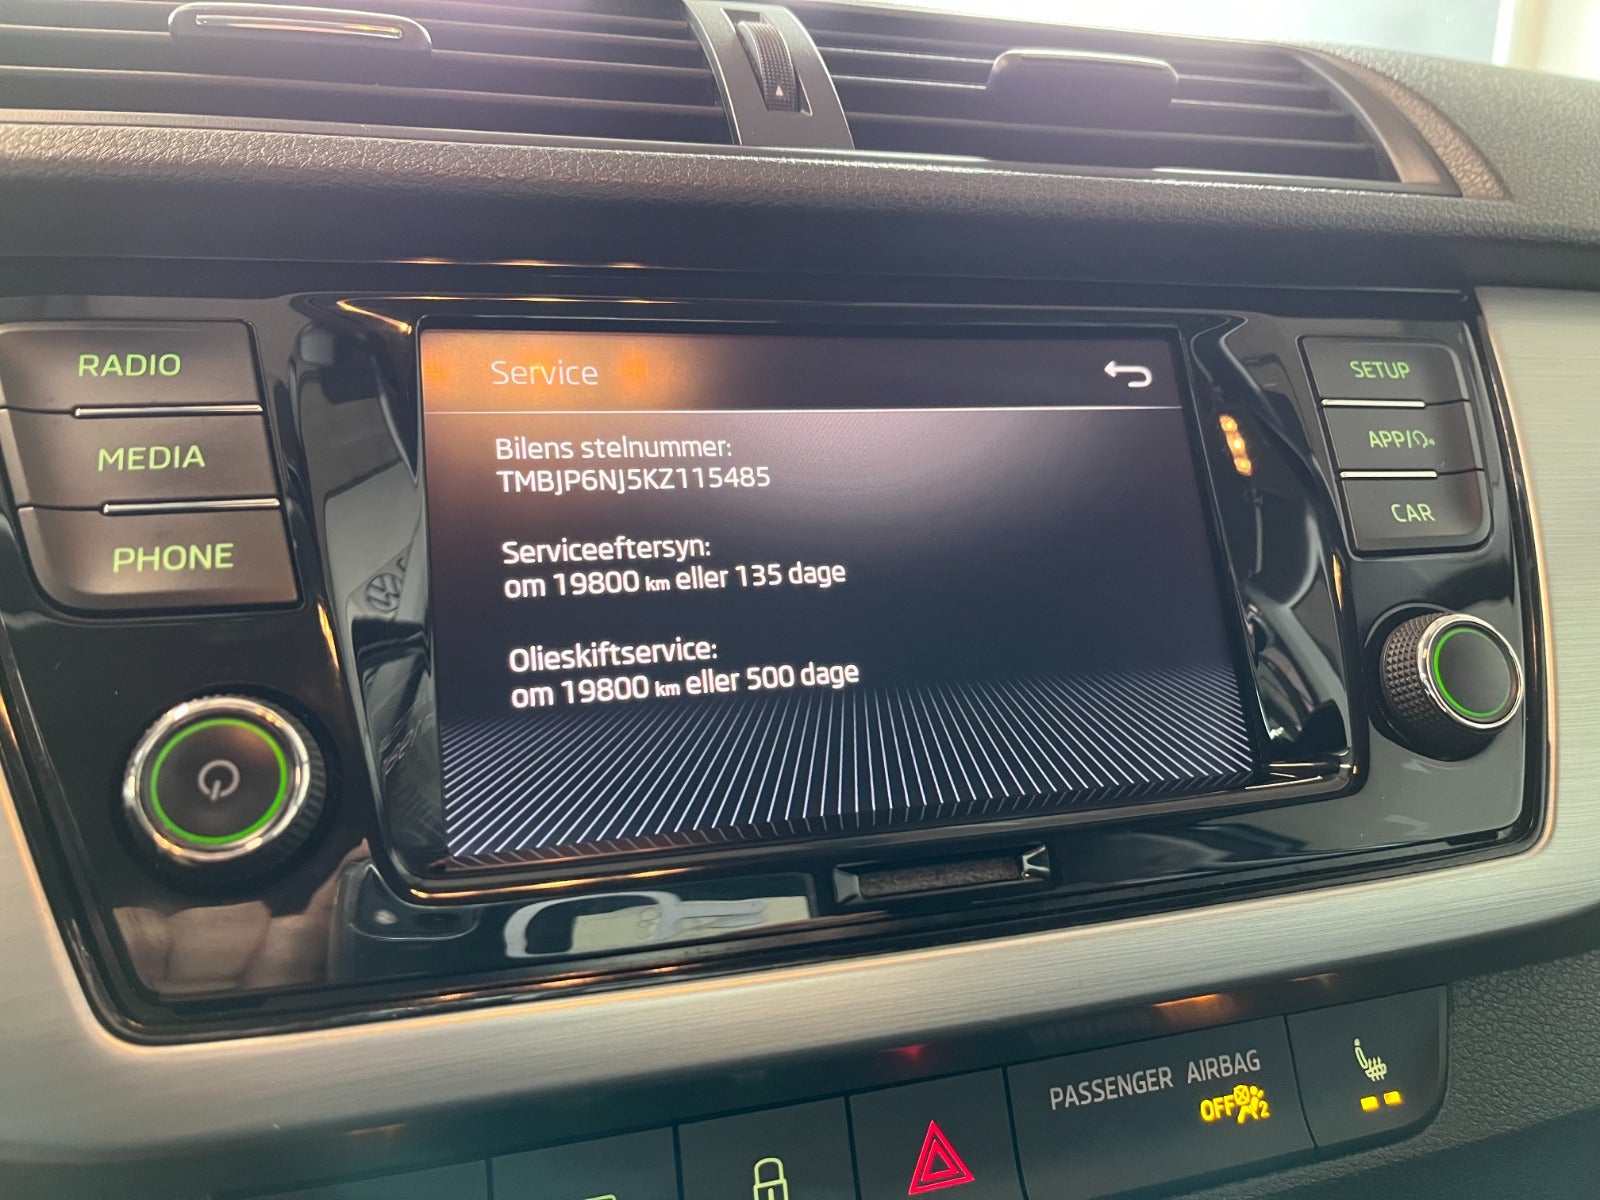 RADIO
MEDIA
PHONE
Service
Bilens stelnummer:
TMBJP6NJ5KZ115485
Serviceeftersyn:
om 19800 km eller 135 dage
Olieskiftservice:
om 19800 km eller 500 dage
SETUP
APP/
CAR
PASSENGER AIRBAG
OFF 2